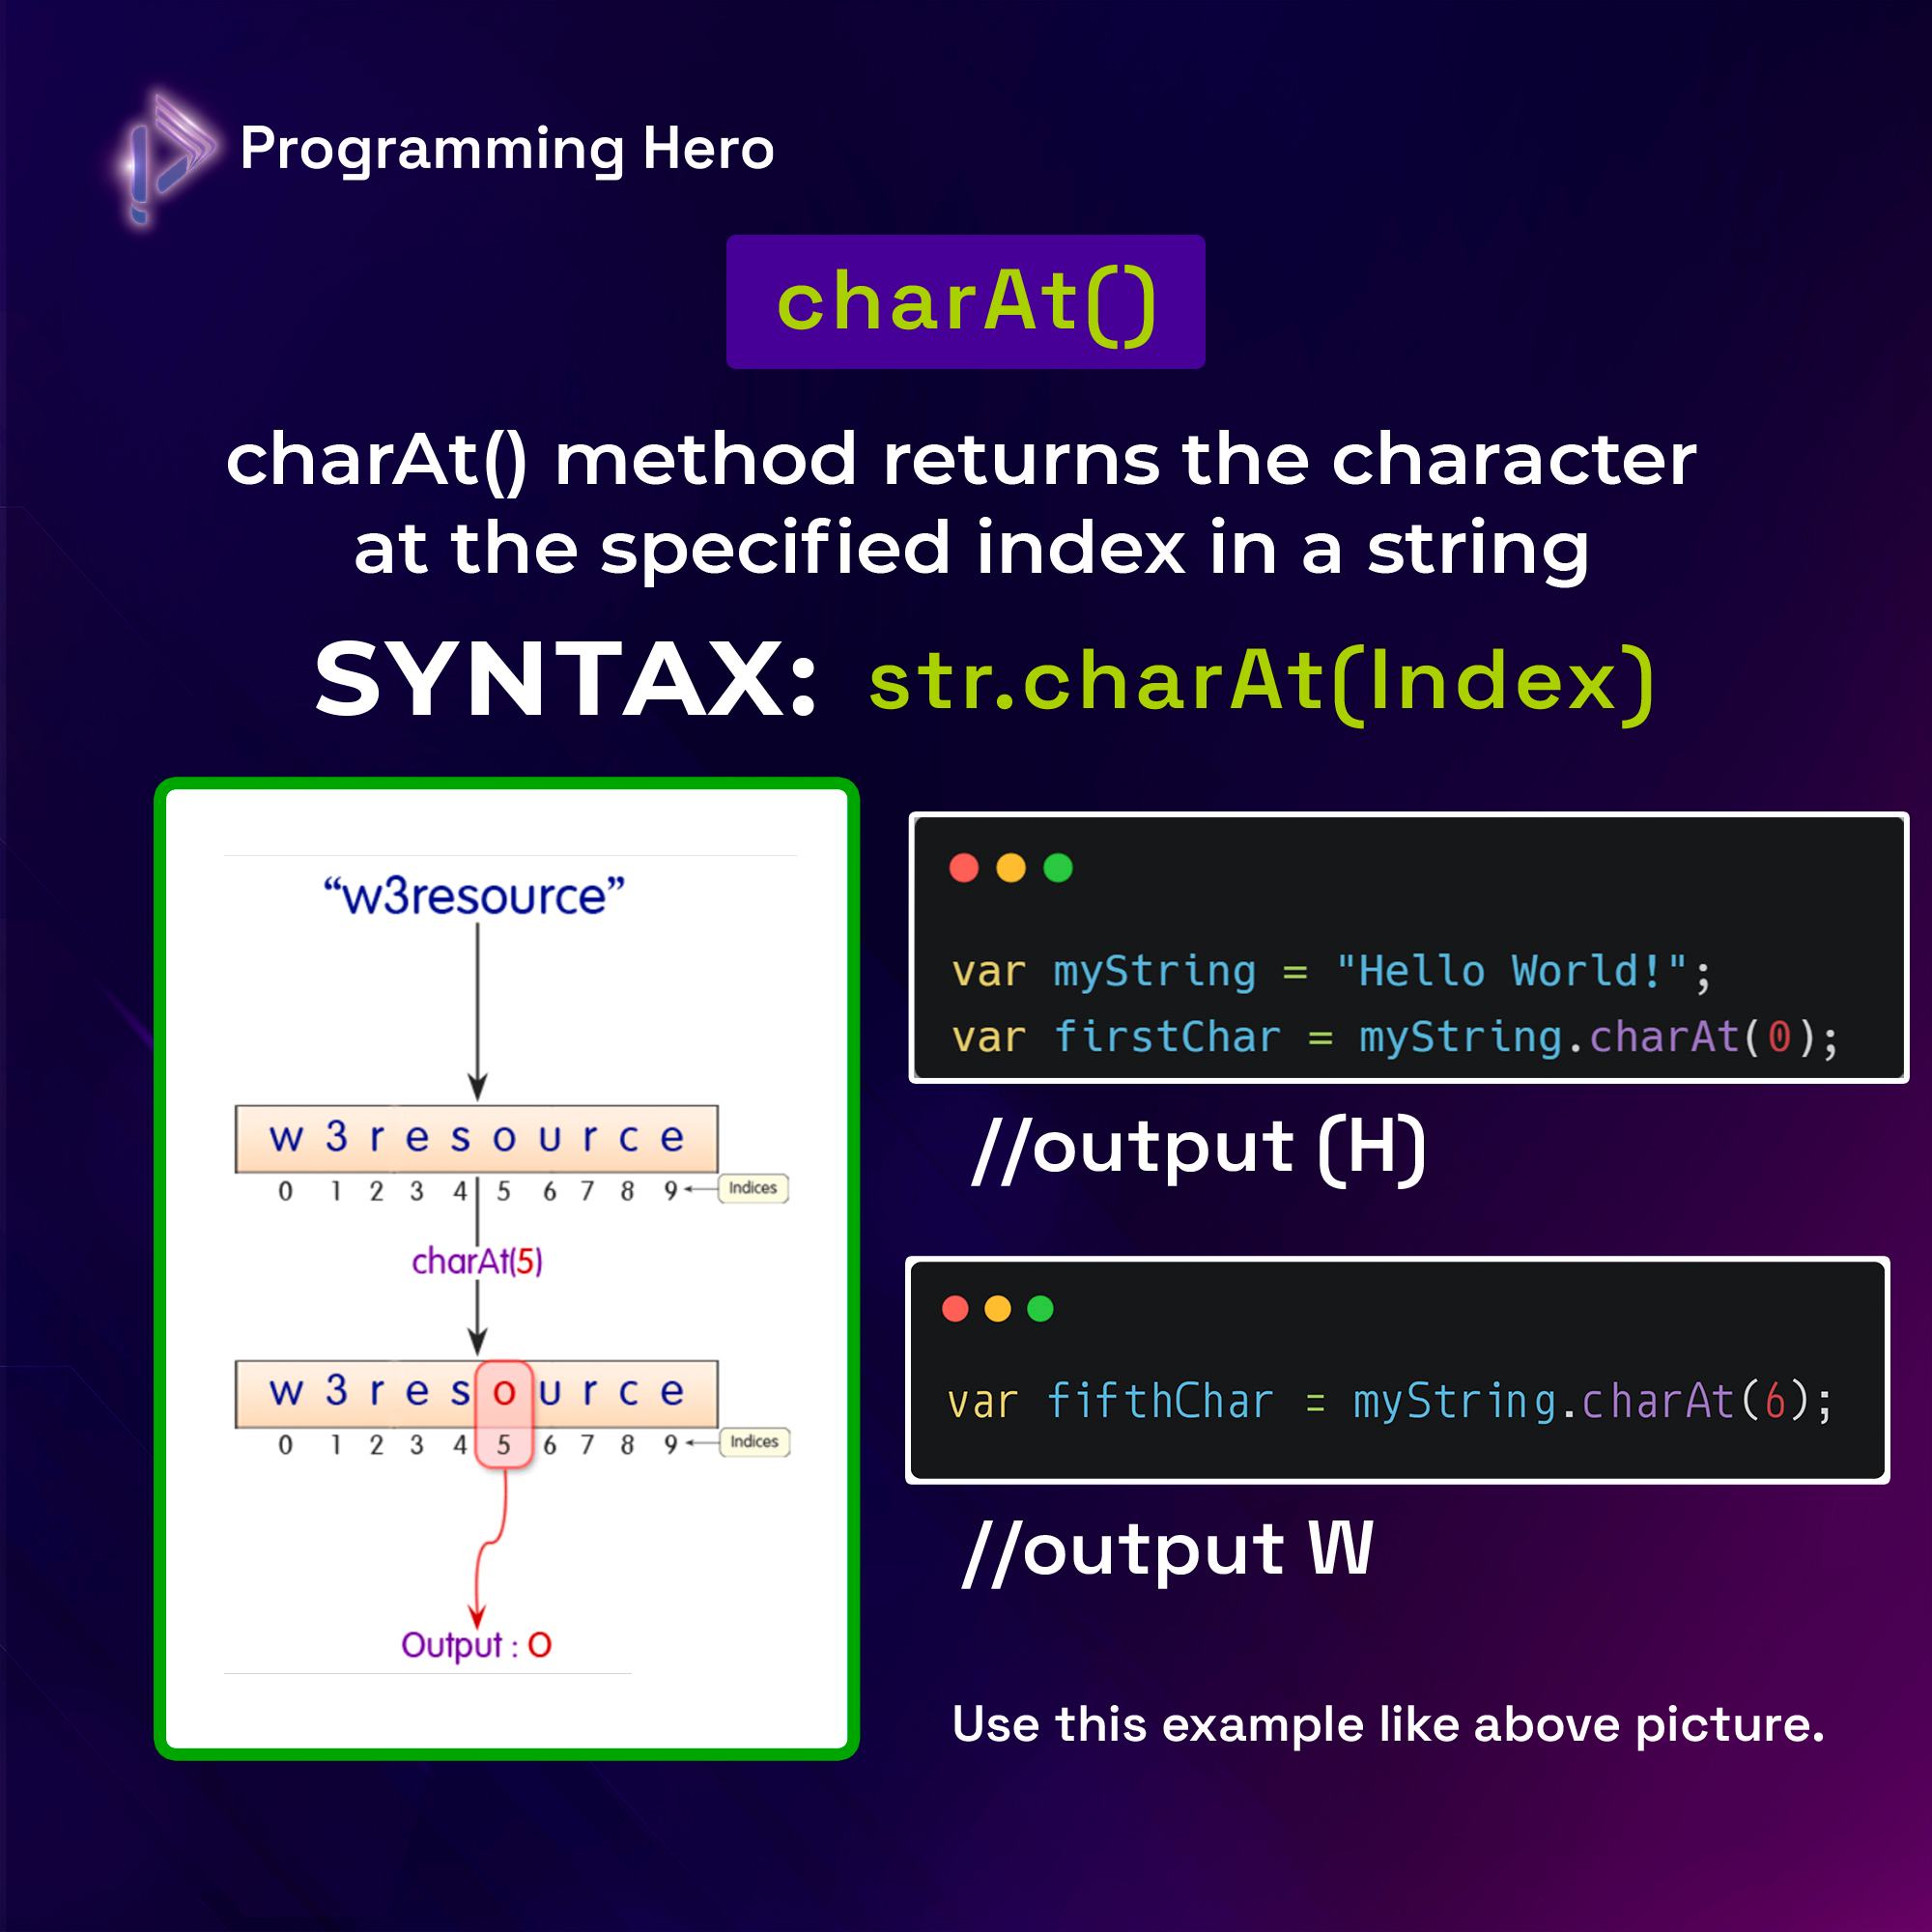 Programming Hero
charAt()
charAt() method returns the character
at the specified index in a string
SYNTAX: str.charAt(Index)
“w3resource”
w 3 r e s o u r c e
0 1 2 3 4 5 6 7 8 9 Indices
charAt(5)
w 3 r e s o u r c e
0 1 2 3 4 5 6 7 8 9 Indices
Output : O
var myString = "Hello World!";
var firstChar = myString.charAt(0);
//output (H)
var fifthChar = myString.charAt(6);
//output W
Use this example like above picture.